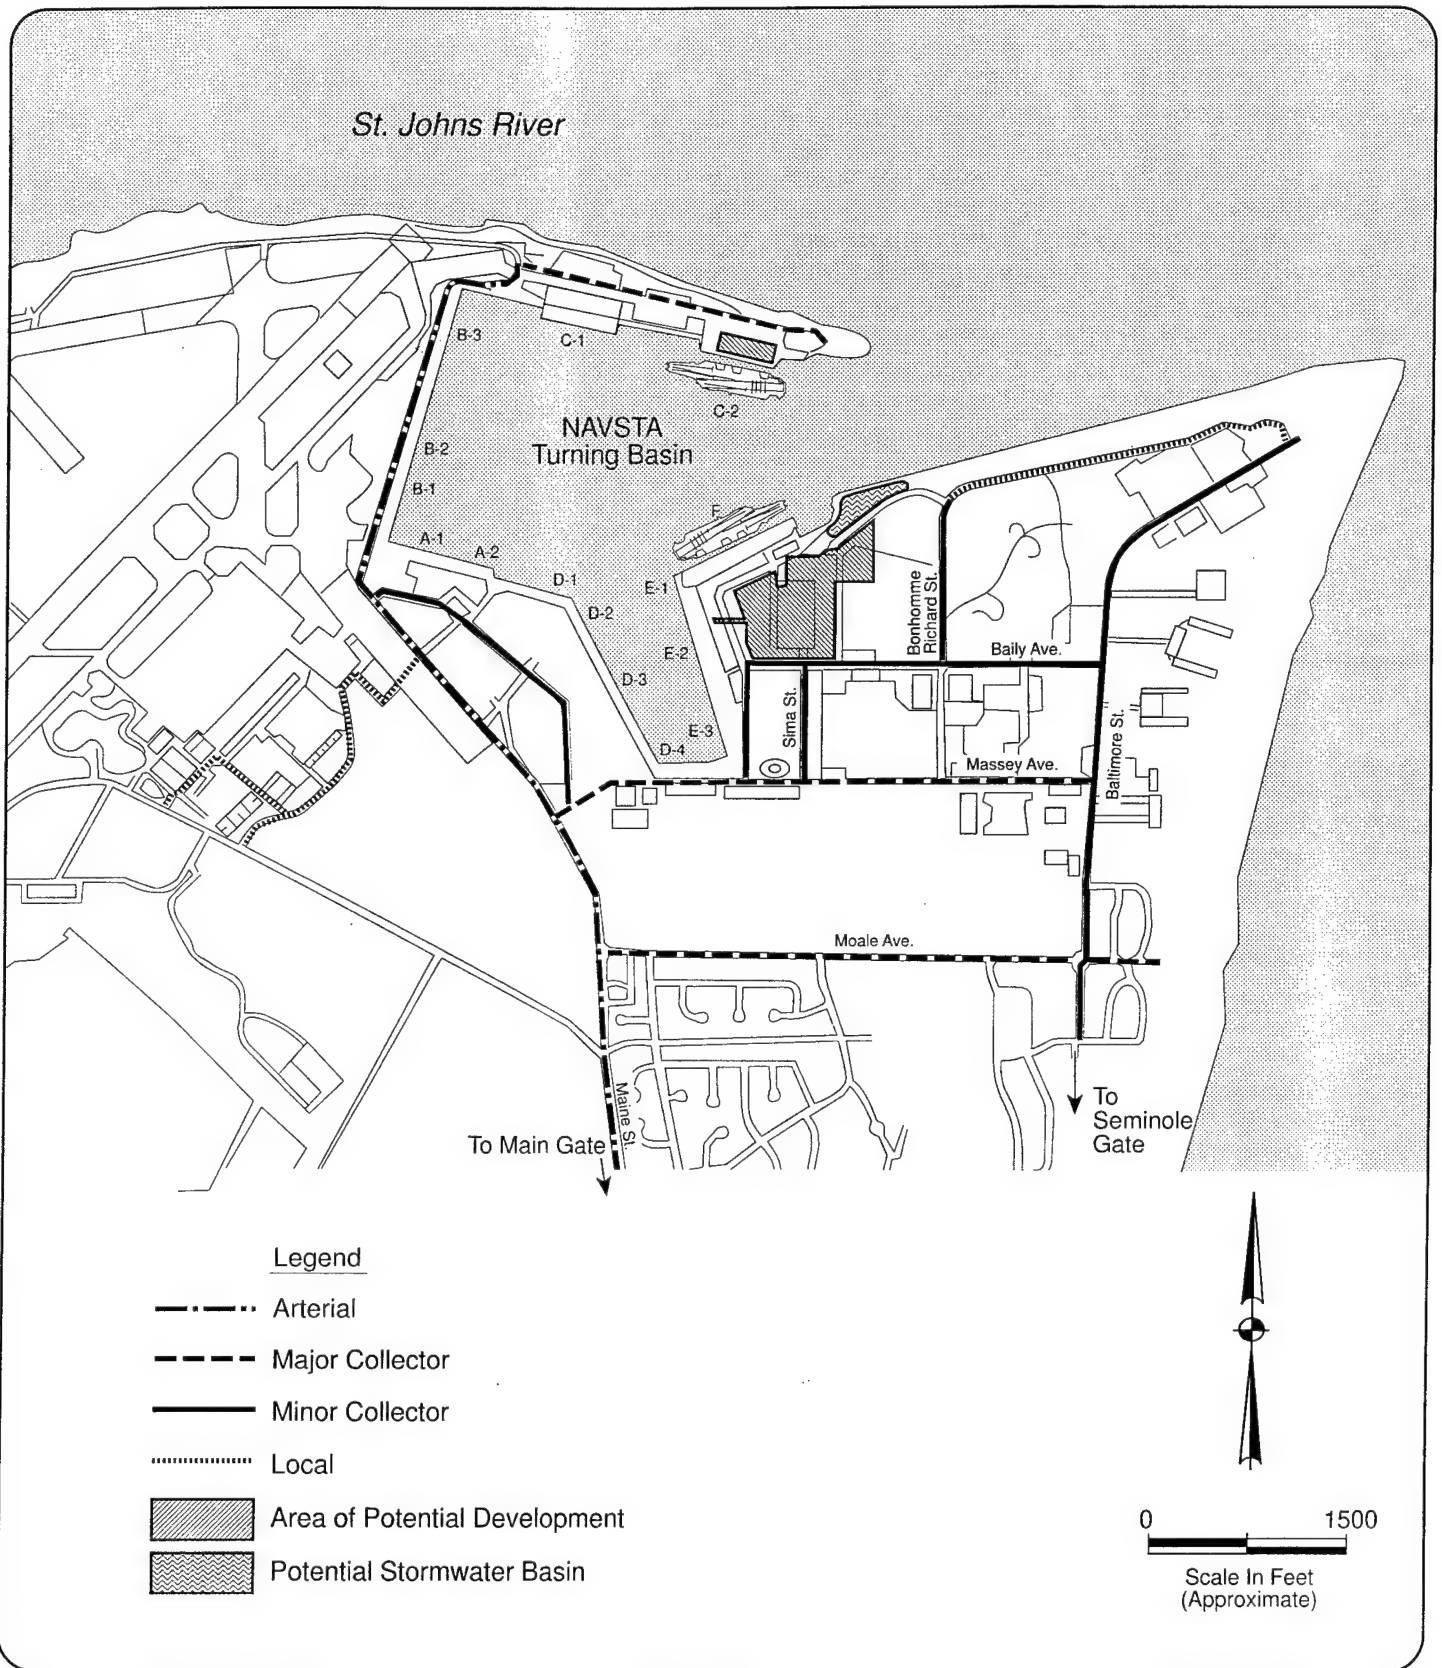 St. Johns River
B-3
C-1
C-2
NAVSTA
Turning Basin
B-2
B-1
F
A-1
A-2
D-1
E-1
D-2
Bonhomme
Richard St.
Baily Ave.
E-2
D-3
Sima St.
E-3
D-4
Massey Ave.
Baltimore St.
Moale Ave.
Maine St.
To Main Gate
To
Seminole
Gate
Legend
Arterial
Major Collector
Minor Collector
Local
Area of Potential Development
Potential Stormwater Basin
0 1500
Scale In Feet
(Approximate)